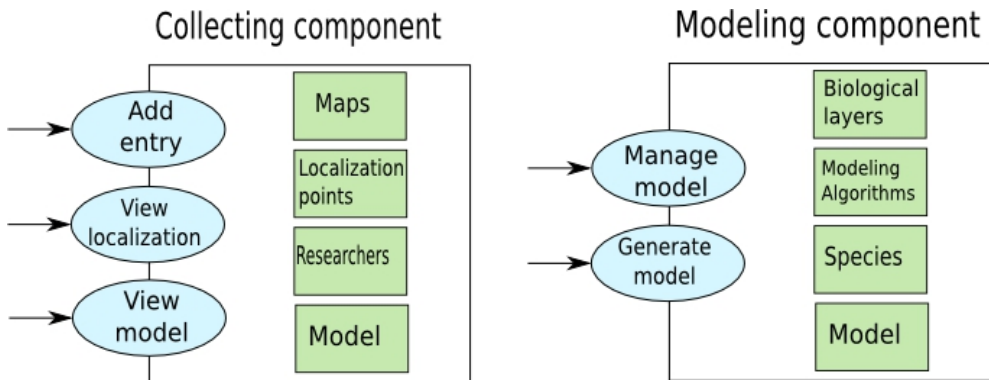 Collecting component
Add
entry
View
localization
View
model
Maps
Localization
points
Researchers
Model
Modeling component
Manage
model
Generate
model
Biological
layers
Modeling
Algorithms
Species
Model